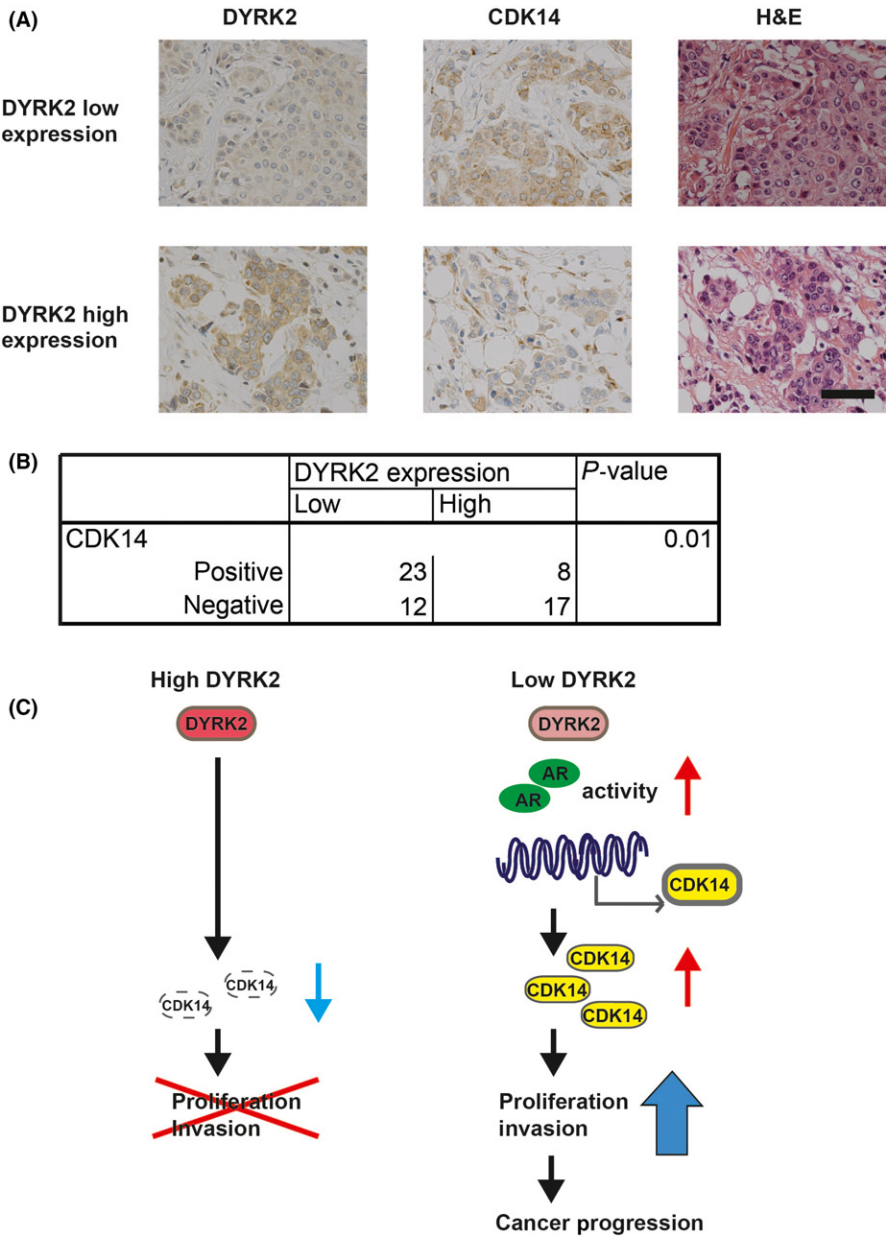 (A)
DYRK2 CDK14 H&E
DYRK2 low
expression
DYRK2 high
expression
(B)
DYRK2 expression P-value
Low High
CDK14 0.01
Positive 23 8
Negative 12 17
(C)
High DYRK2
DYRK2
CDK14
CDK14
Proliferation
Invasion
Low DYRK2
DYRK2
AR
AR
activity
CDK14
CDK14
CDK14
CDK14
Proliferation
invasion
Cancer progression